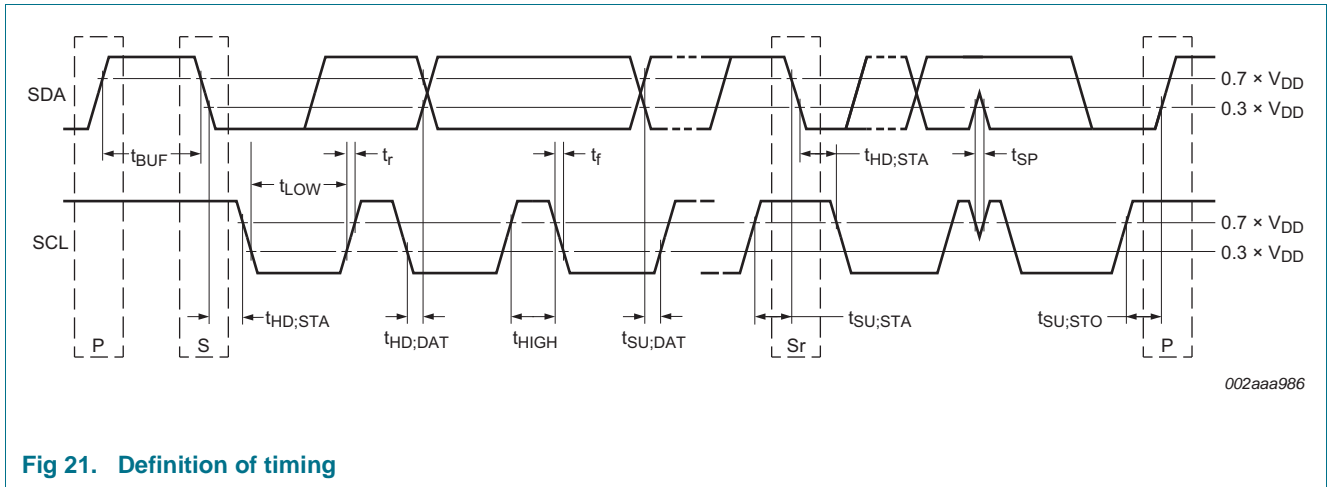 SDA
0.7 × VDD
0.3 × VDD
tBUF
tLOW
tr
tf
tHD;STA
tSP
SCL
0.7 × VDD
0.3 × VDD
tHD;STA
tHD;DAT
tHIGH
tSU;DAT
tSU;STA
tSU;STO
P
S
Sr
P
002aaa986
Fig 21. Definition of timing